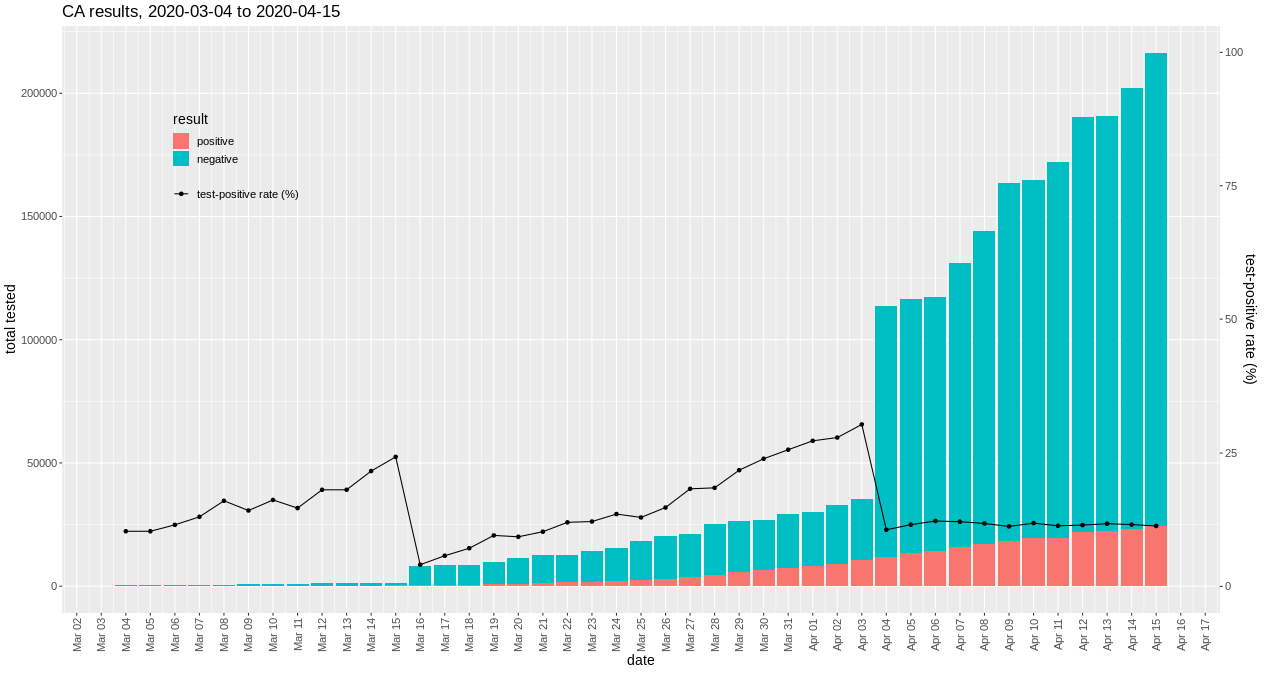 CA results, 2020-03-04 to 2020-04-15
total tested
200000
150000
100000
50000
0
result
positive
negative
test-positive rate (%)
100
75
50
25
0
test-positive rate (%)
Mar 02
Mar 03
Mar 04
Mar 05
Mar 06
Mar 07
Mar 08
Mar 09
Mar 10
Mar 11
Mar 12
Mar 13
Mar 14
Mar 15
Mar 16
Mar 17
Mar 18
Mar 19
Mar 20
Mar 21
Mar 22
Mar 23
Mar 24
Mar 25
Mar 26
Mar 27
Mar 28
Mar 29
Mar 30
Mar 31
Apr 01
Apr 02
Apr 03
Apr 04
Apr 05
Apr 06
Apr 07
Apr 08
Apr 09
Apr 10
Apr 11
Apr 12
Apr 13
Apr 14
Apr 15
Apr 16
Apr 17
date